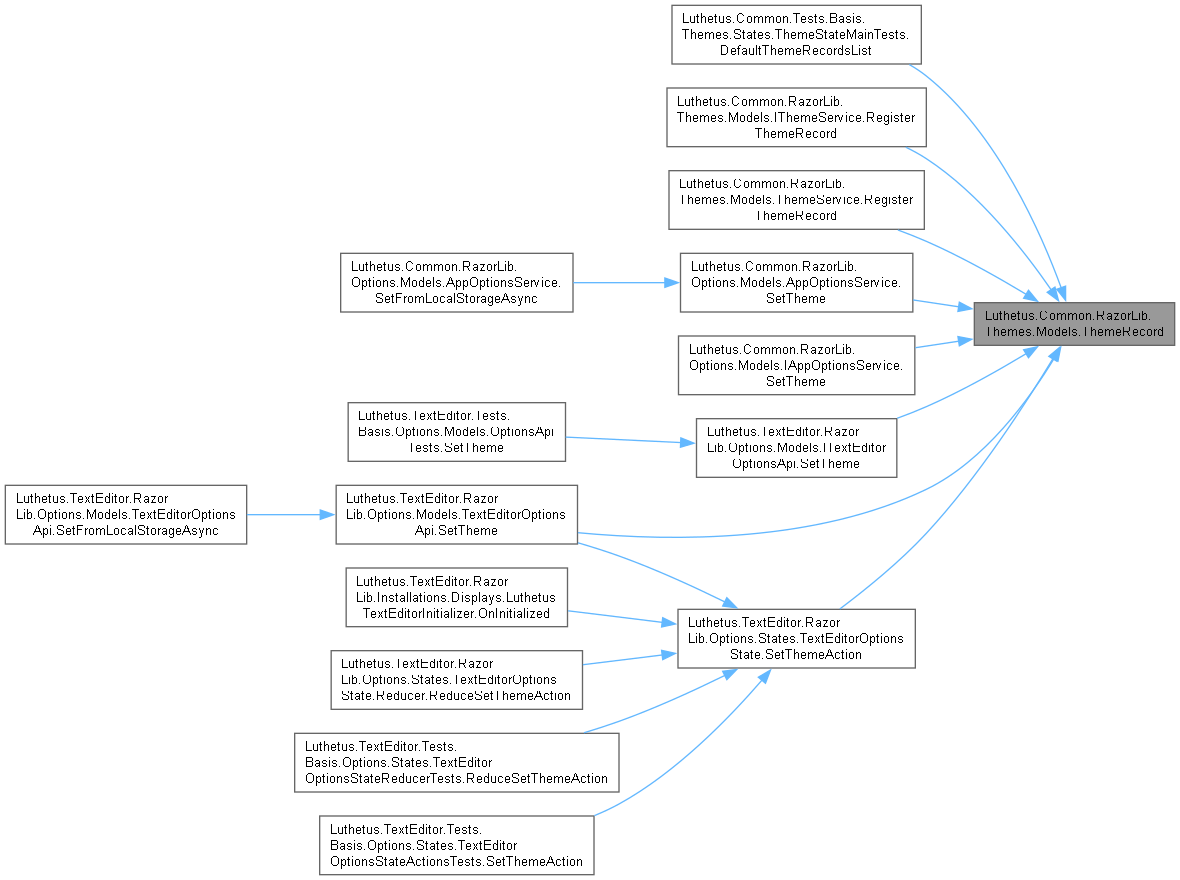 Luthetus.Common.Tests.Basis.
Themes.States.ThemeStateMainTests.
DefaultThemeRecordsList
Luthetus.Common.RazorLib.
Themes.Models.IThemeService.Register
ThemeRecord
Luthetus.Common.RazorLib.
Themes.Models.ThemeService.Register
ThemeRecord
Luthetus.Common.RazorLib.
Options.Models.AppOptionsService.
SetFromLocalStorageAsync
Luthetus.Common.RazorLib.
Options.Models.AppOptionsService.
SetTheme
Luthetus.Common.RazorLib.
Themes.Models.ThemeRecord
Luthetus.Common.RazorLib.
Options.Models.IAppOptionsService.
SetTheme
Luthetus.TextEditor.Tests.
Basis.Options.Models.OptionsApi
Tests.SetTheme
Luthetus.TextEditor.Razor
Lib.Options.Models.ITextEditor
OptionsApi.SetTheme
Luthetus.TextEditor.Razor
Lib.Options.Models.TextEditorOptions
Api.SetFromLocalStorageAsync
Luthetus.TextEditor.Razor
Lib.Options.Models.TextEditorOptions
Api.SetTheme
Luthetus.TextEditor.Razor
Lib.Installations.Displays.Luthetus
TextEditorInitializer.OnInitialized
Luthetus.TextEditor.Razor
Lib.Options.States.TextEditorOptions
State.SetThemeAction
Luthetus.TextEditor.Razor
Lib.Options.States.TextEditorOptions
State.Reducer.ReduceSetThemeAction
Luthetus.TextEditor.Tests.
Basis.Options.States.TextEditor
OptionsStateReducerTests.ReduceSetThemeAction
Luthetus.TextEditor.Tests.
Basis.Options.States.TextEditor
OptionsStateActionsTests.SetThemeAction